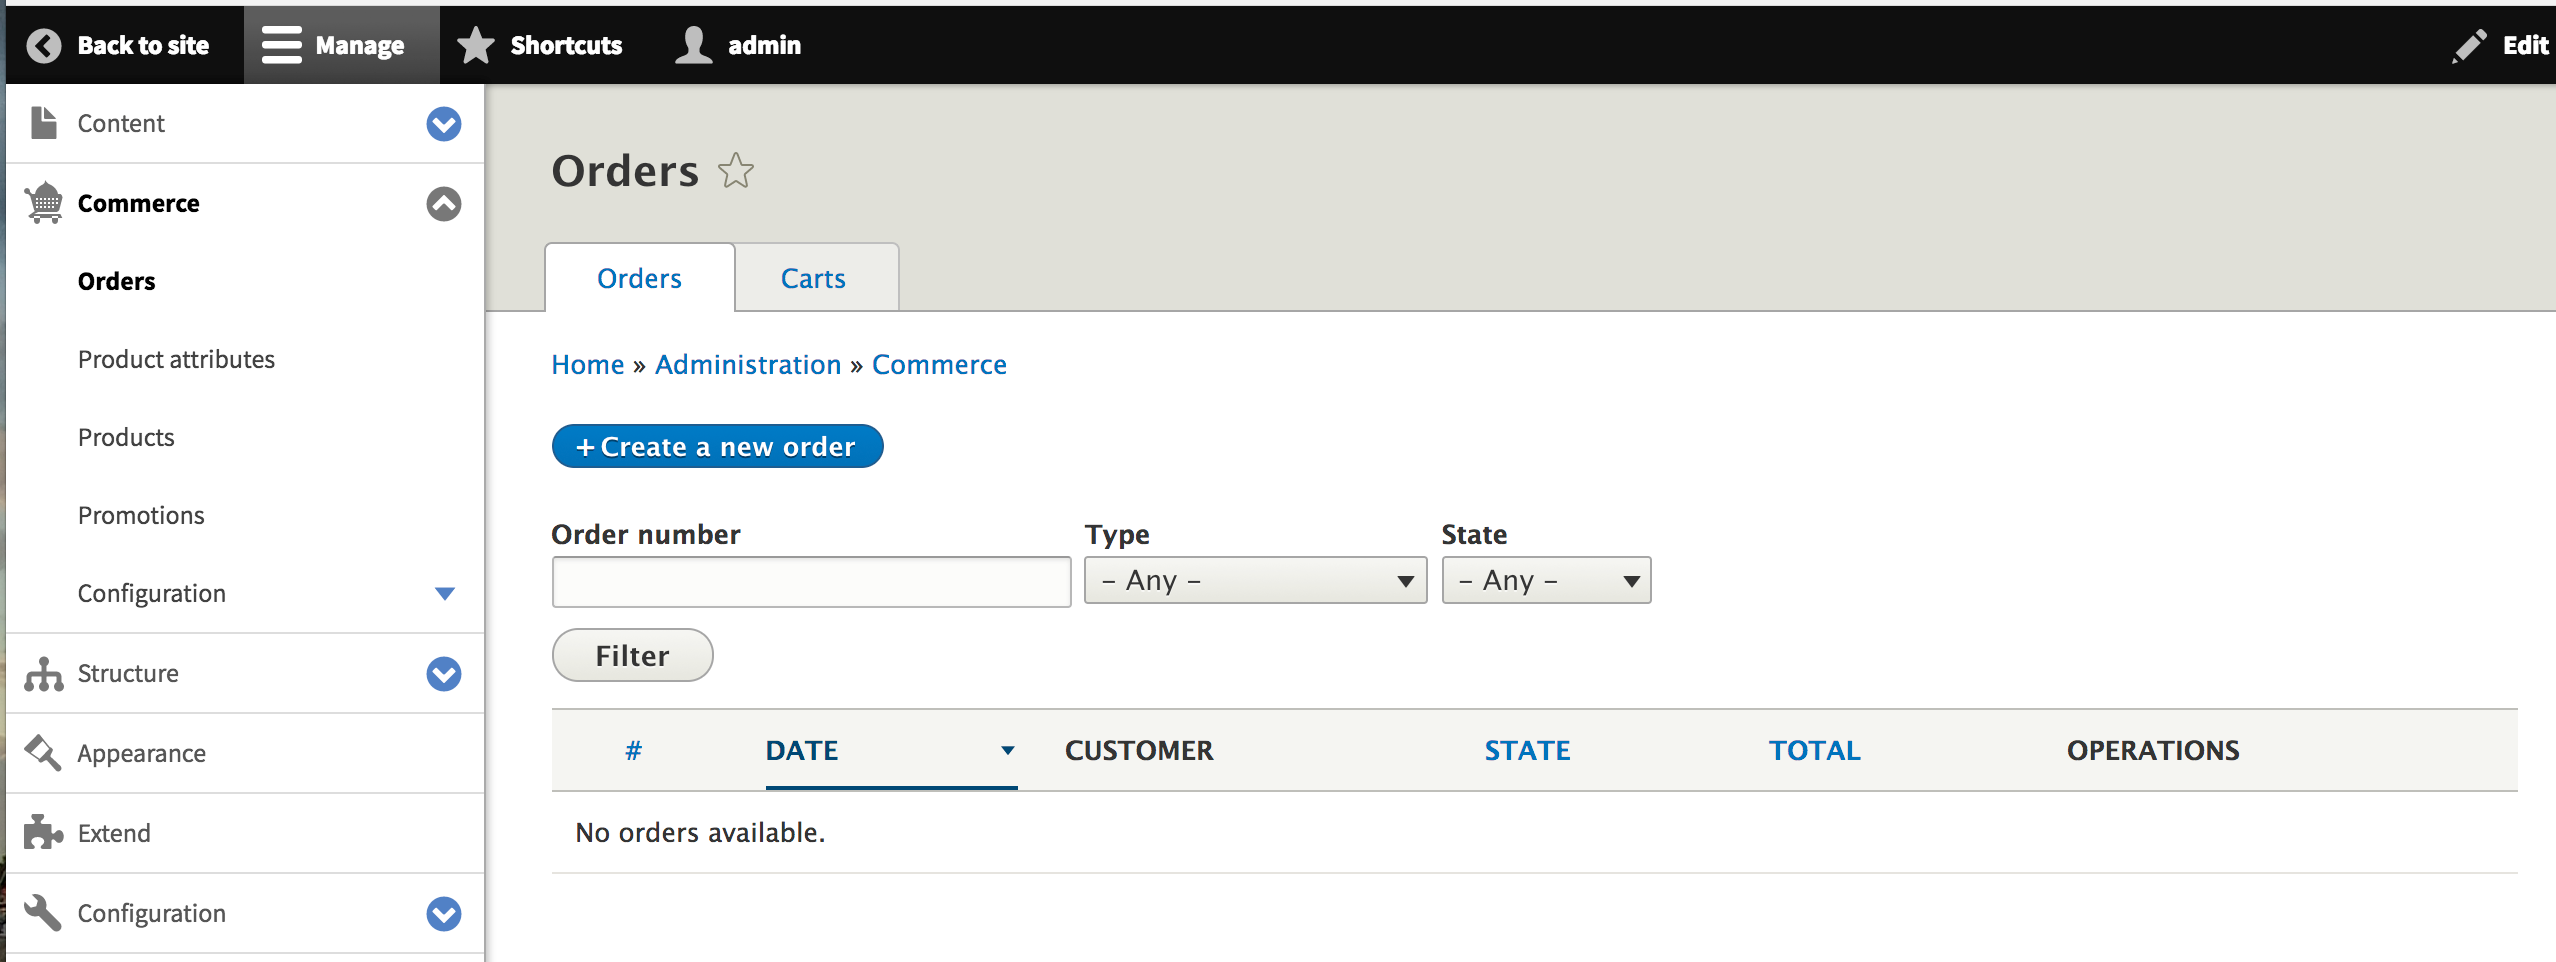 Back to site Manage Shortcuts admin Edit
Content
Commerce
Orders
Product attributes
Products
Promotions
Configuration
Structure
Appearance
Extend
Configuration
Orders
Orders Carts
Home » Administration » Commerce
+ Create a new order
Order number Type State
- Any - - Any -
Filter
# DATE CUSTOMER STATE TOTAL OPERATIONS
No orders available.